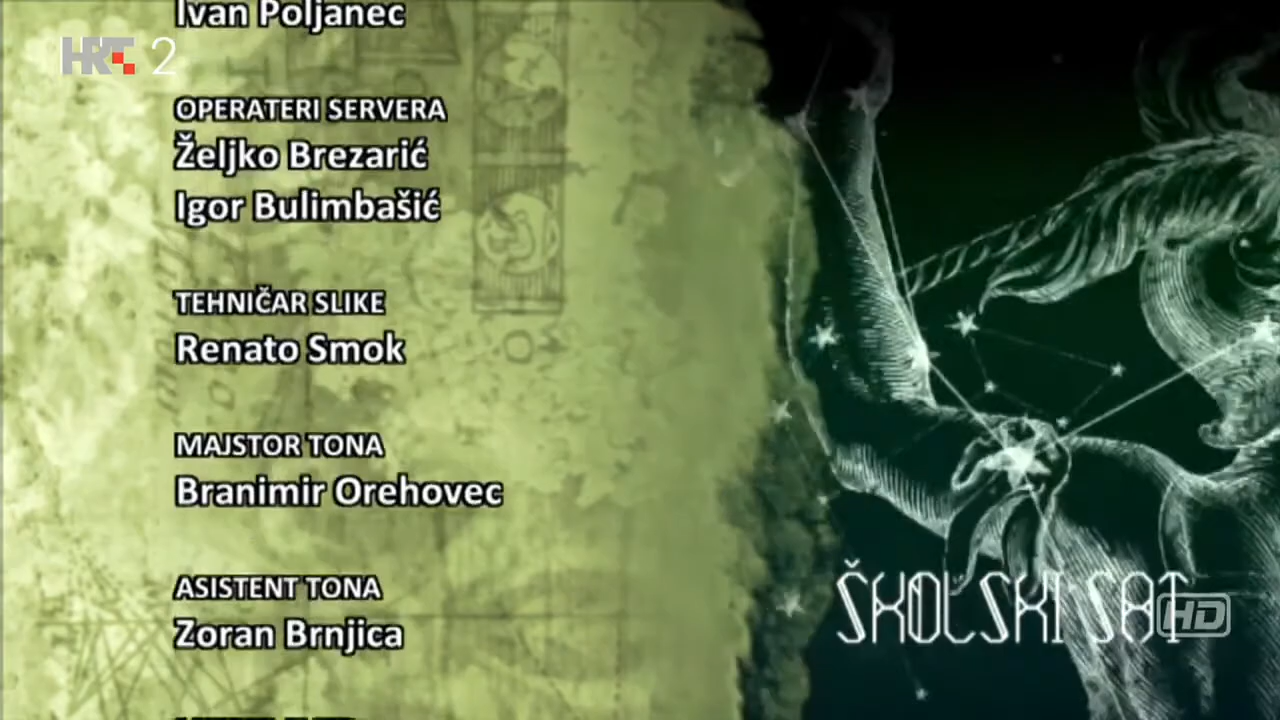 Ivan Poljanec
HRT 2
OPERATERI SERVERA
Željko Brezarić
Igor Bulimbašić
TEHNIČAR SLIKE
Renato Smok
MAJSTOR TONA
Branimir Orehovec
ASISTENT TONA
Zoran Brnjica
ŠKOLSKI SAT
HD